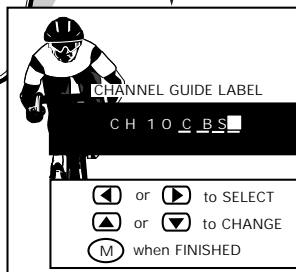 CHANNEL GUIDE LABEL
CH 10 CBS
or to SELECT
or to CHANGE
M when FINISHED